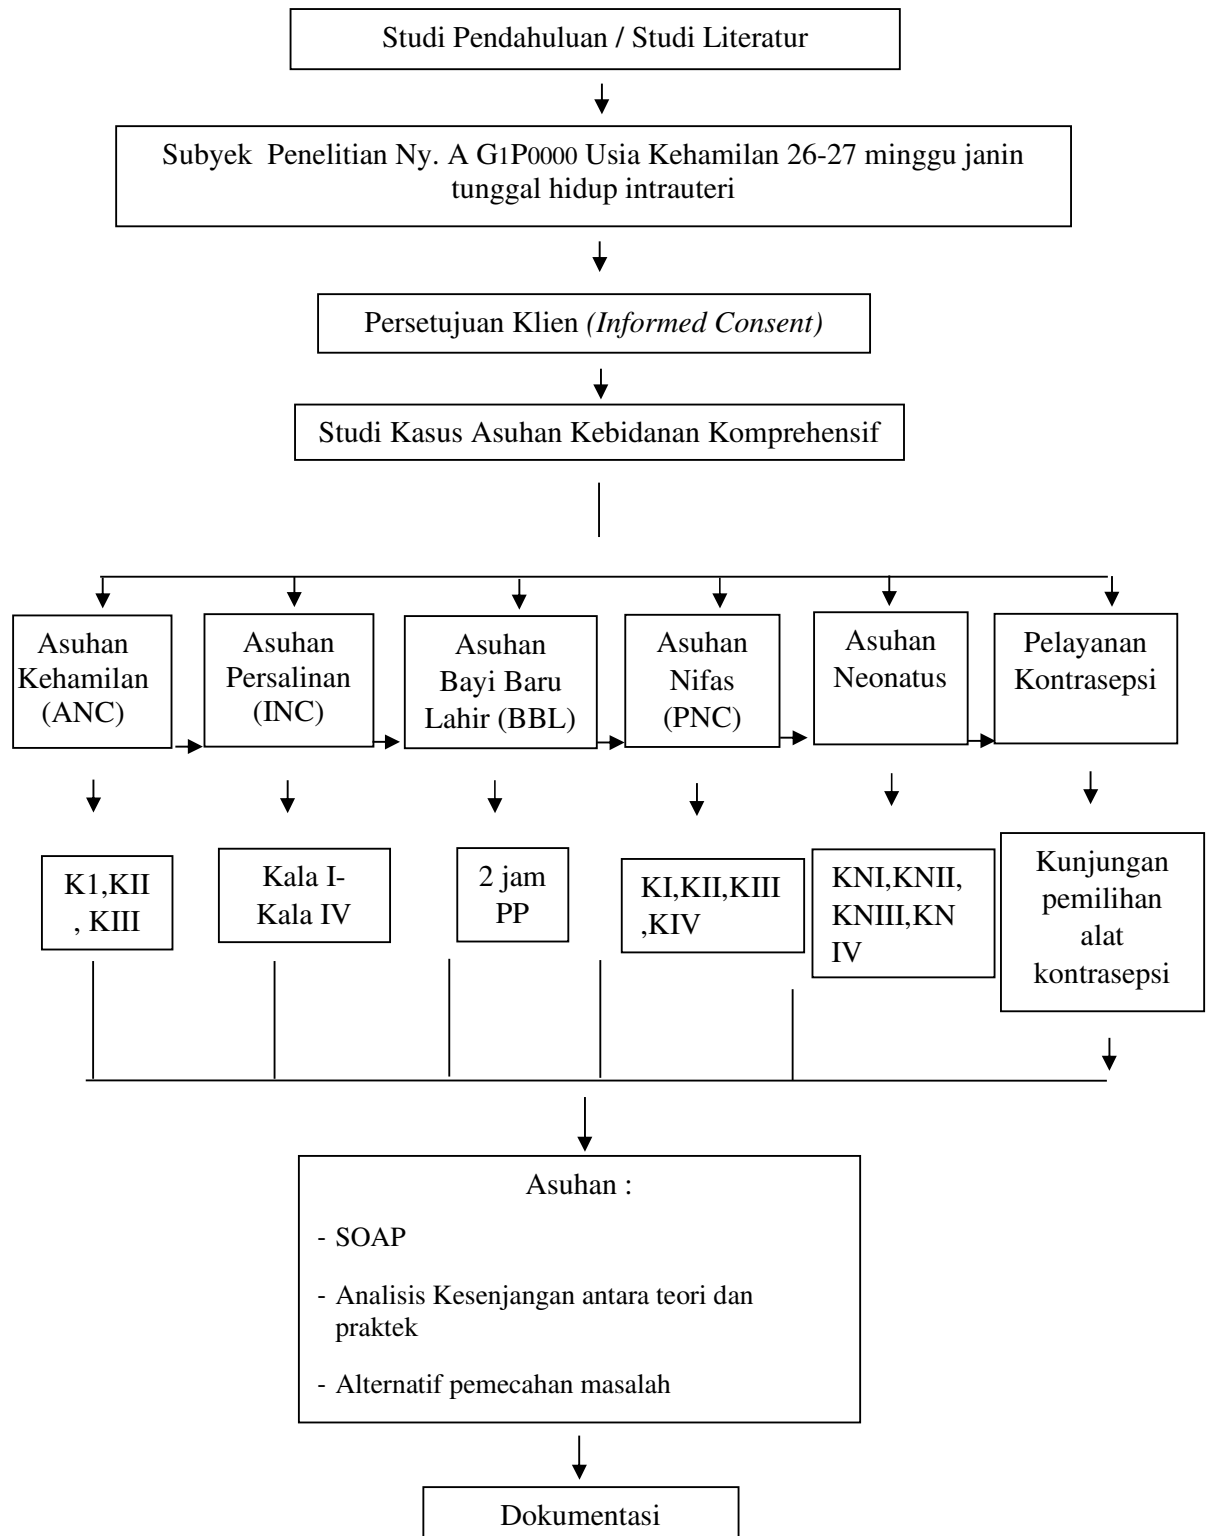 Studi Pendahuluan / Studi Literatur
Subyek Penelitian Ny. A G1P0000 Usia Kehamilan 26-27 minggu janin
tunggal hidup intrauteri
Persetujuan Klien (Informed Consent)
Studi Kasus Asuhan Kebidanan Komprehensif
Asuhan
Kehamilan
(ANC)
Asuhan
Persalinan
(INC)
Asuhan
Bayi Baru
Lahir (BBL)
Asuhan
Nifas
(PNC)
Asuhan
Neonatus
Pelayanan
Kontrasepsi
K1,KII
, KIII
Kala I-
Kala IV
2 jam
PP
KI,KII,KIII
,KIV
KNI,KNII,
KNIII,KN
IV
Kunjungan
pemilihan
alat
kontrasepsi
Asuhan :
- SOAP
- Analisis Kesenjangan antara teori dan
praktek
- Alternatif pemecahan masalah
Dokumentasi